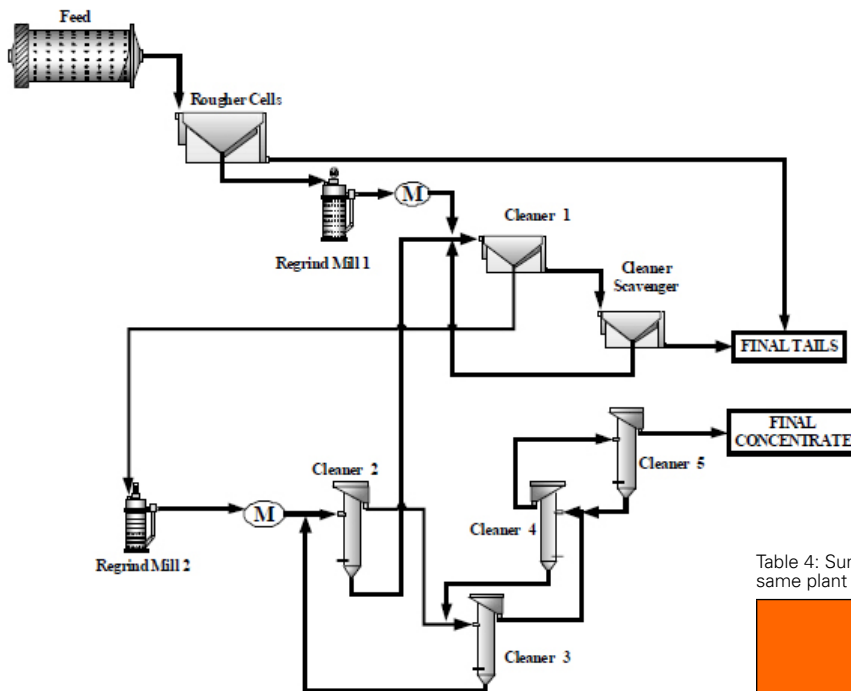 Feed
Rougher Cells
M
Regrind Mill 1
Cleaner 1
Cleaner
Scavenger
FINAL TAILS
FINAL
CONCENTRATE
Cleaner 5
Cleaner 2
Cleaner 4
M
Regrind Mill 2
Cleaner 3
Table 4: Sur
same plant